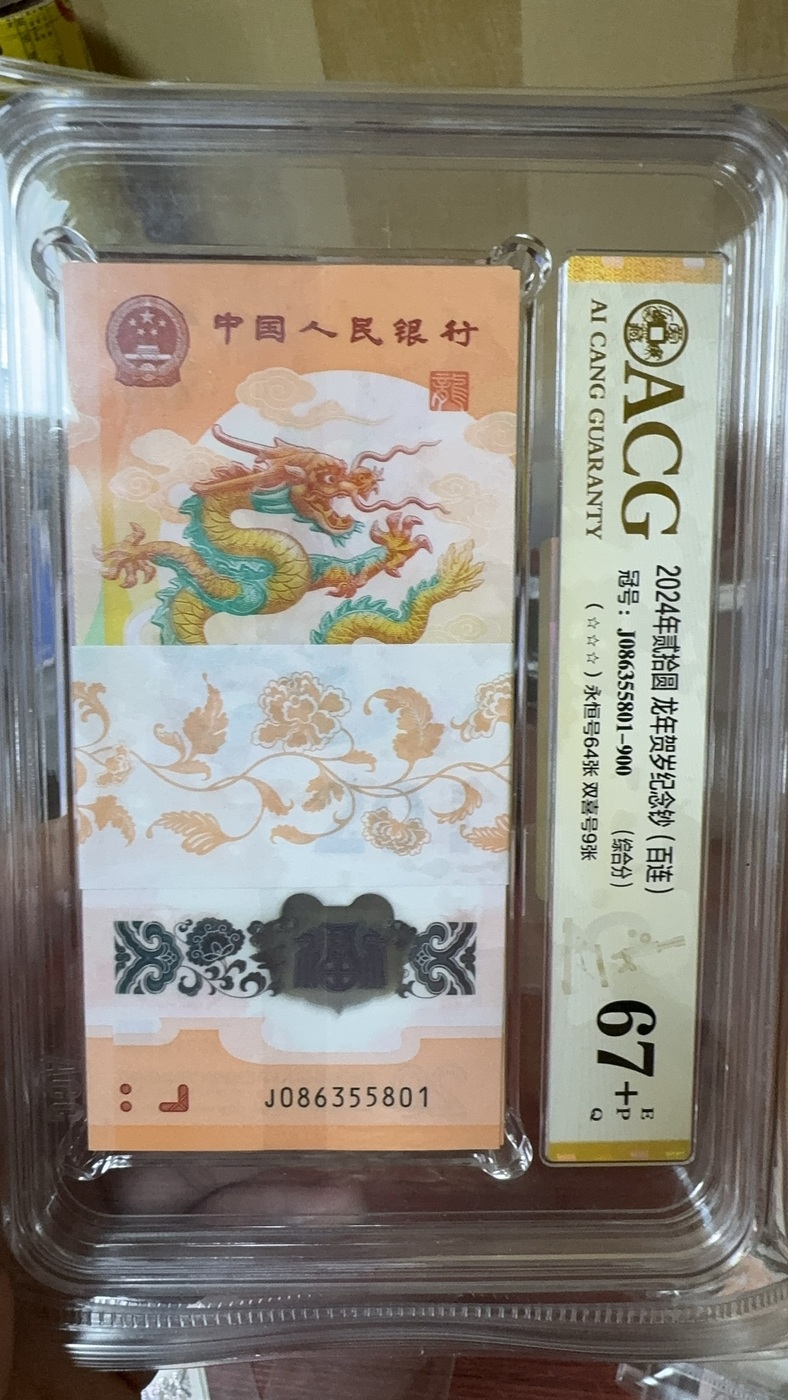 中国人民银行
龍
J086355801
ACG
AI CANG GUARANTY
2024年贰拾圆 龙年贺岁纪念钞（百连）
冠号：J086355801-900 （综合分）
（☆☆☆）永恒号64张 双喜号9张
67+
E
P
Q